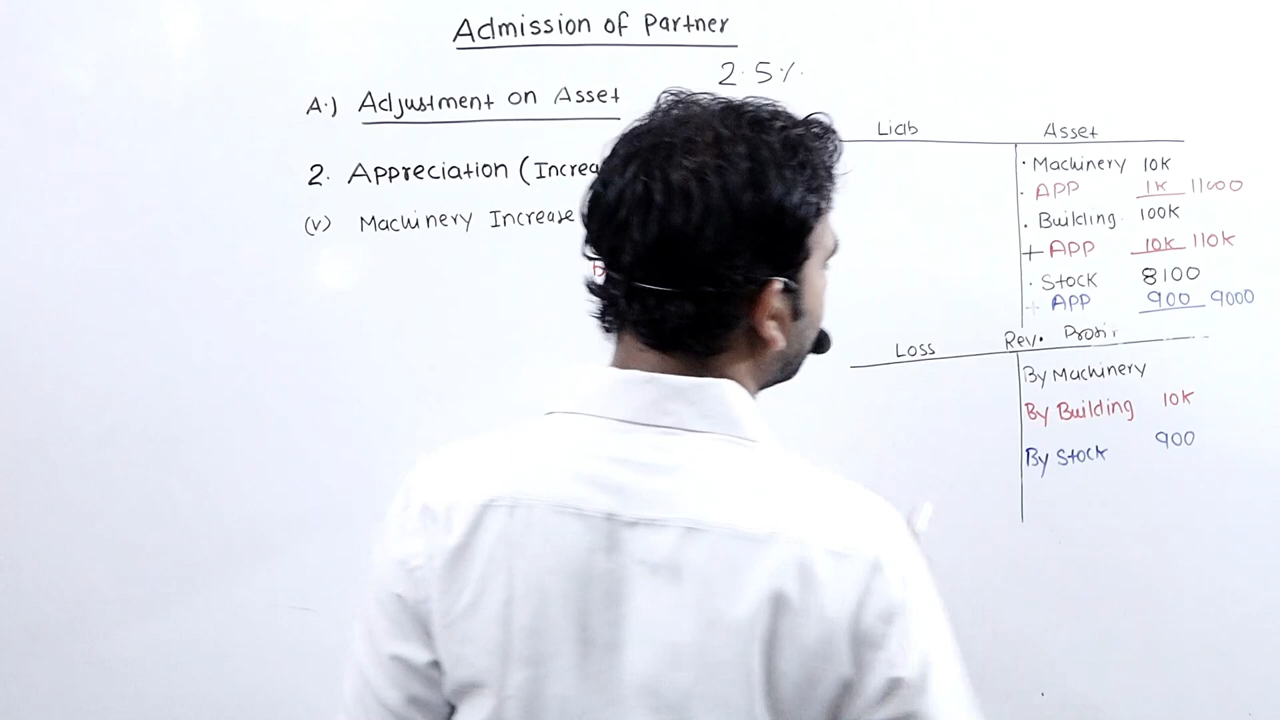 Admission of Partner
2.5%
A.) Adjustment on Asset
2. Appreciation (Increa
(v) Machinery Increase
Liab Asset
· Machinery 10K
· APP 1K 11000
· Building 100K
+ APP 10K 110K
· Stock 8100
+ APP 900 9000
Loss Rev. Profit
By Machinery
By Building 10K
By Stock 900